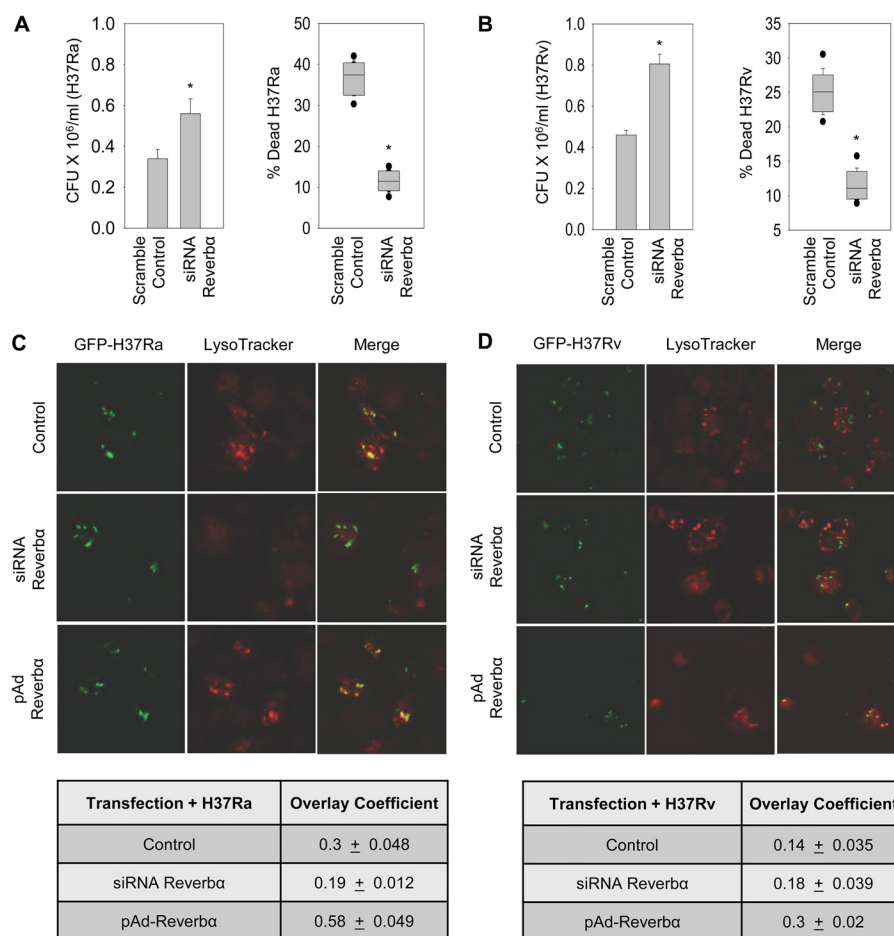 A
CFU X 10⁶/ml (H37Ra)
1.0
0.8
0.6
0.4
0.2
0.0
*
Scramble
Control
siRNA
Reverbα
% Dead H37Ra
50
40
30
20
10
0
*
Scramble
Control
siRNA
Reverbα
B
CFU X 10⁶/ml (H37Rv)
1.0
0.8
0.6
0.4
0.2
0.0
*
Scramble
Control
siRNA
Reverbα
% Dead H37Rv
35
30
25
20
15
10
5
*
Scramble
Control
siRNA
Reverbα
C
GFP-H37Ra LysoTracker Merge
Control
siRNA
Reverbα
pAd
Reverbα
Transfection + H37Ra Overlay Coefficient
Control 0.3 ± 0.048
siRNA Reverbα 0.19 ± 0.012
pAd-Reverbα 0.58 ± 0.049
D
GFP-H37Rv LysoTracker Merge
Control
siRNA
Reverbα
pAd
Reverbα
Transfection + H37Rv Overlay Coefficient
Control 0.14 ± 0.035
siRNA Reverbα 0.18 ± 0.039
pAd-Reverbα 0.3 ± 0.02